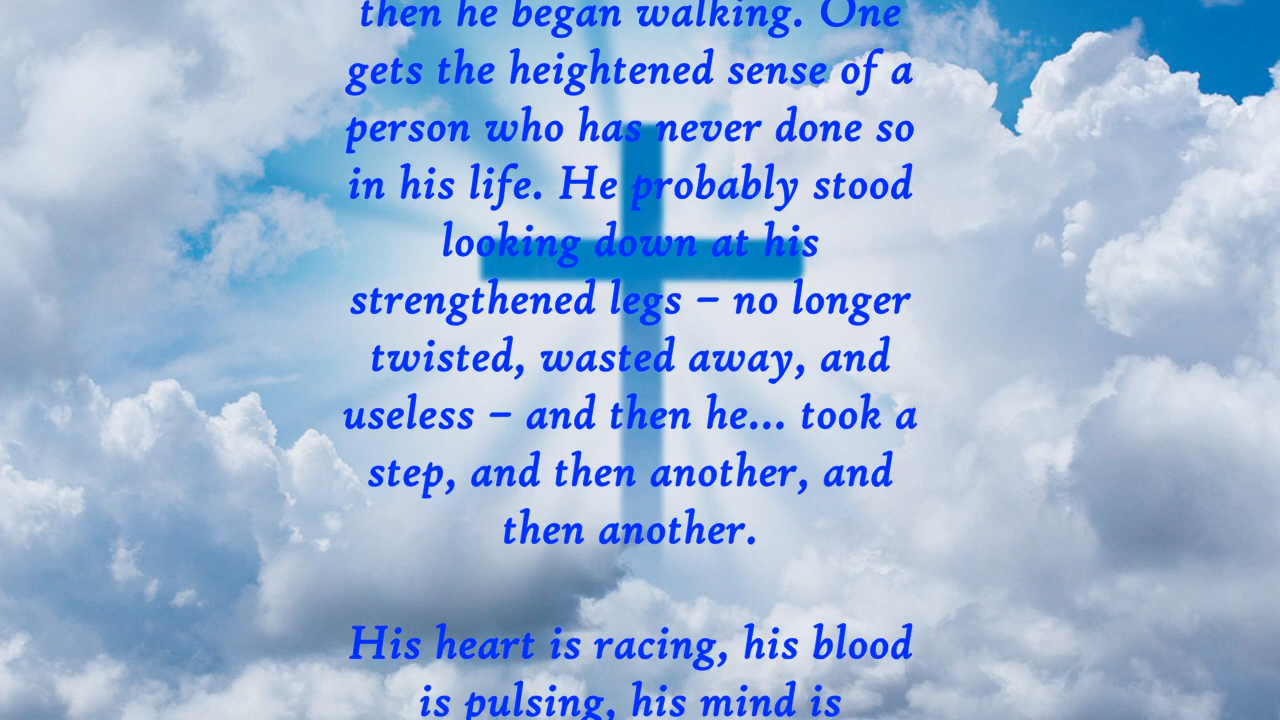 then he began walking. One
gets the heightened sense of a
person who has never done so
in his life. He probably stood
looking down at his
strengthened legs – no longer
twisted, wasted away, and
useless – and then he... took a
step, and then another, and
then another.
His heart is racing, his blood
is pulsing, his mind is